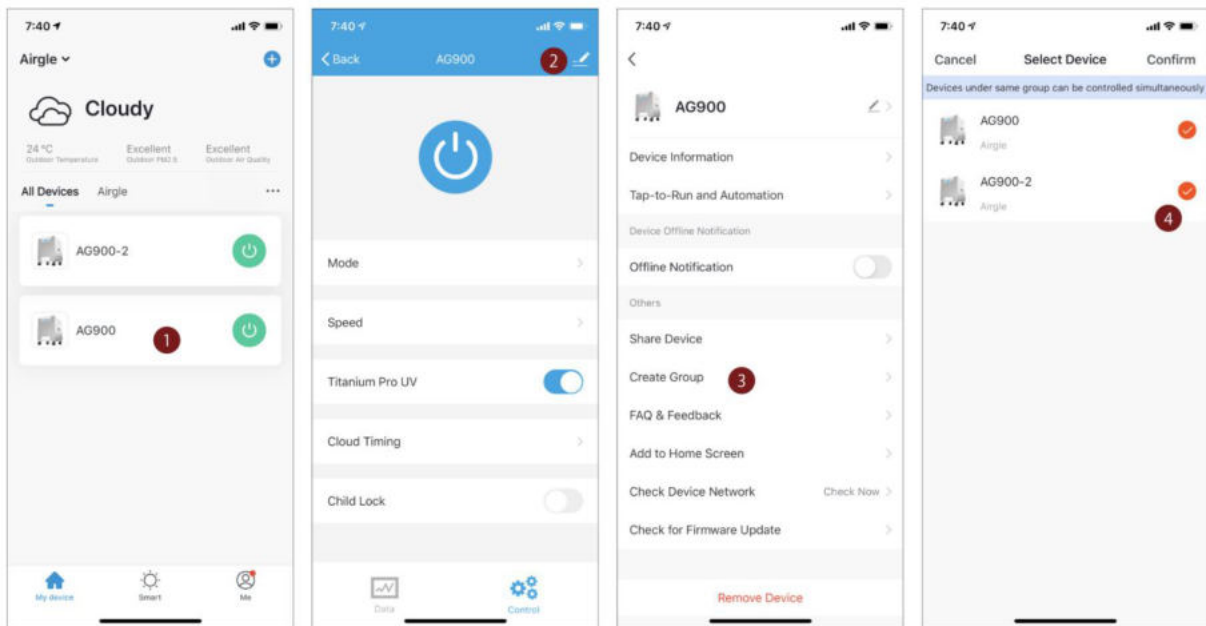 7:40
Airgle
Cloudy
24 °C
Excellent
Excellent
Outdoor Temperature
Outdoor PM2.5
Outdoor Air Quality
All Devices
Airgle
...
AG900-2
AG900
1
My device
Smart
Me
7:40
Back
AG900
2
Mode
Speed
Titanium Pro UV
Cloud Timing
Child Lock
Data
Control
7:40
AG900
Device Information
Tap-to-Run and Automation
Device Offline Notification
Offline Notification
Others
Share Device
Create Group
3
FAQ & Feedback
Add to Home Screen
Check Device Network
Check Now
Check for Firmware Update
Remove Device
7:40
Cancel
Select Device
Confirm
Devices under same group can be controlled simultaneously
AG900
Airgle
AG900-2
Airgle
4